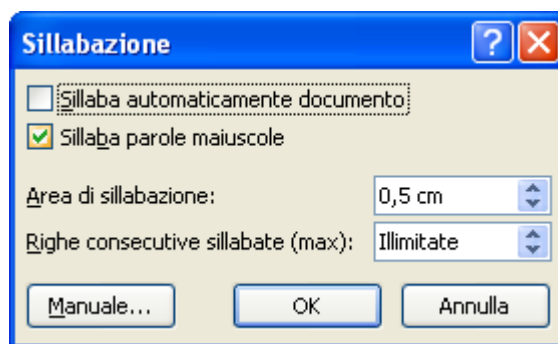 Sillabazione
Sillaba automaticamente documento
Sillaba parole maiuscole
Area di sillabazione: 0,5 cm
Righe consecutive sillabate (max): Illimitate
Manuale... OK Annulla